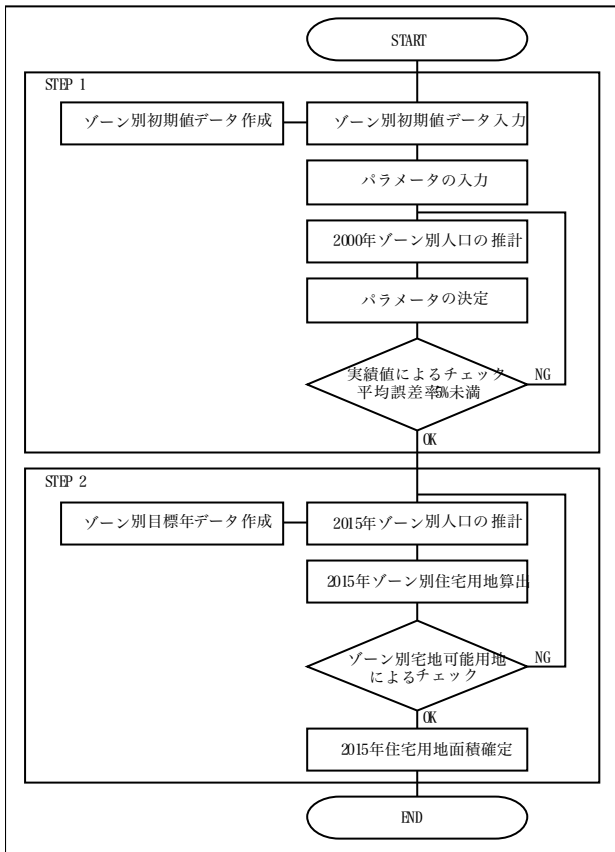 START
STEP 1
ゾーン別初期値データ作成
ゾーン別初期値データ入力
パラメータの入力
2000年ゾーン別人口の推計
パラメータの決定
実績値によるチェック
平均誤差率5%未満
NG
OK
STEP 2
ゾーン別目標年データ作成
2015年ゾーン別人口の推計
2015年ゾーン別住宅用地算出
ゾーン別宅地可能用地
によるチェック
NG
OK
2015年住宅用地面積確定
END